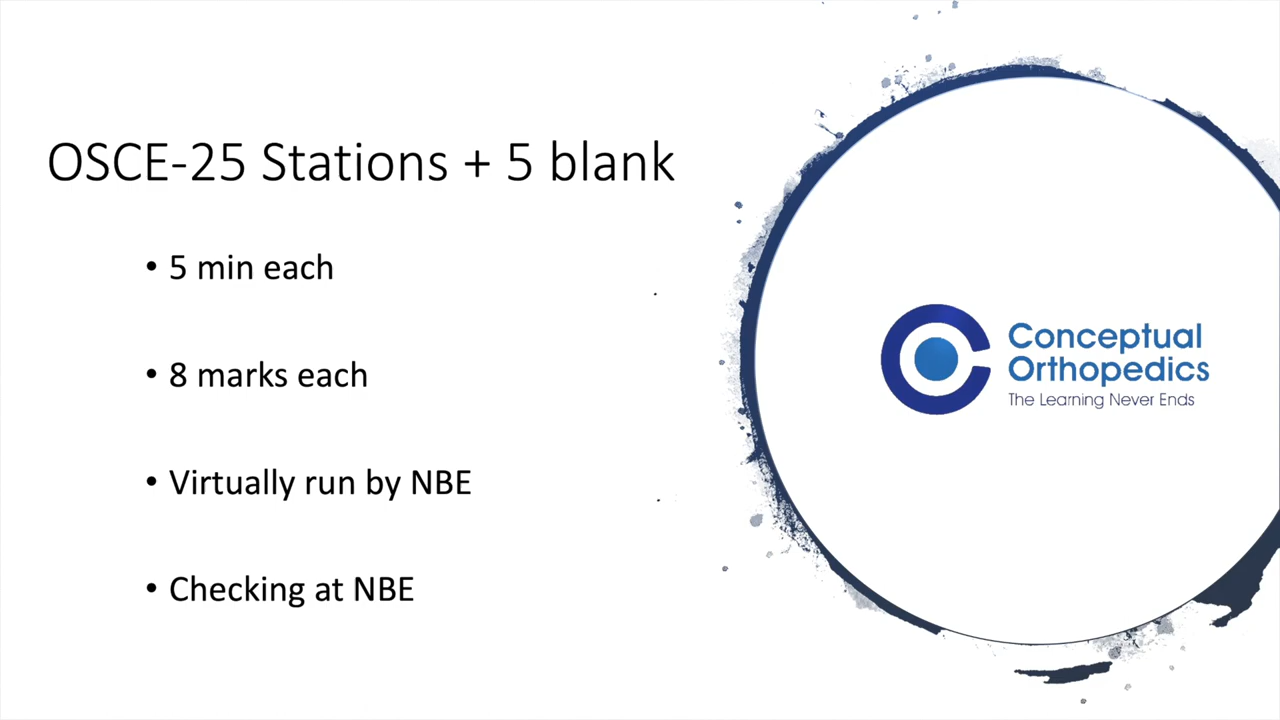 OSCE-25 Stations + 5 blank
• 5 min each
• 8 marks each
• Virtually run by NBE
• Checking at NBE
Conceptual
Orthopedics
The Learning Never Ends